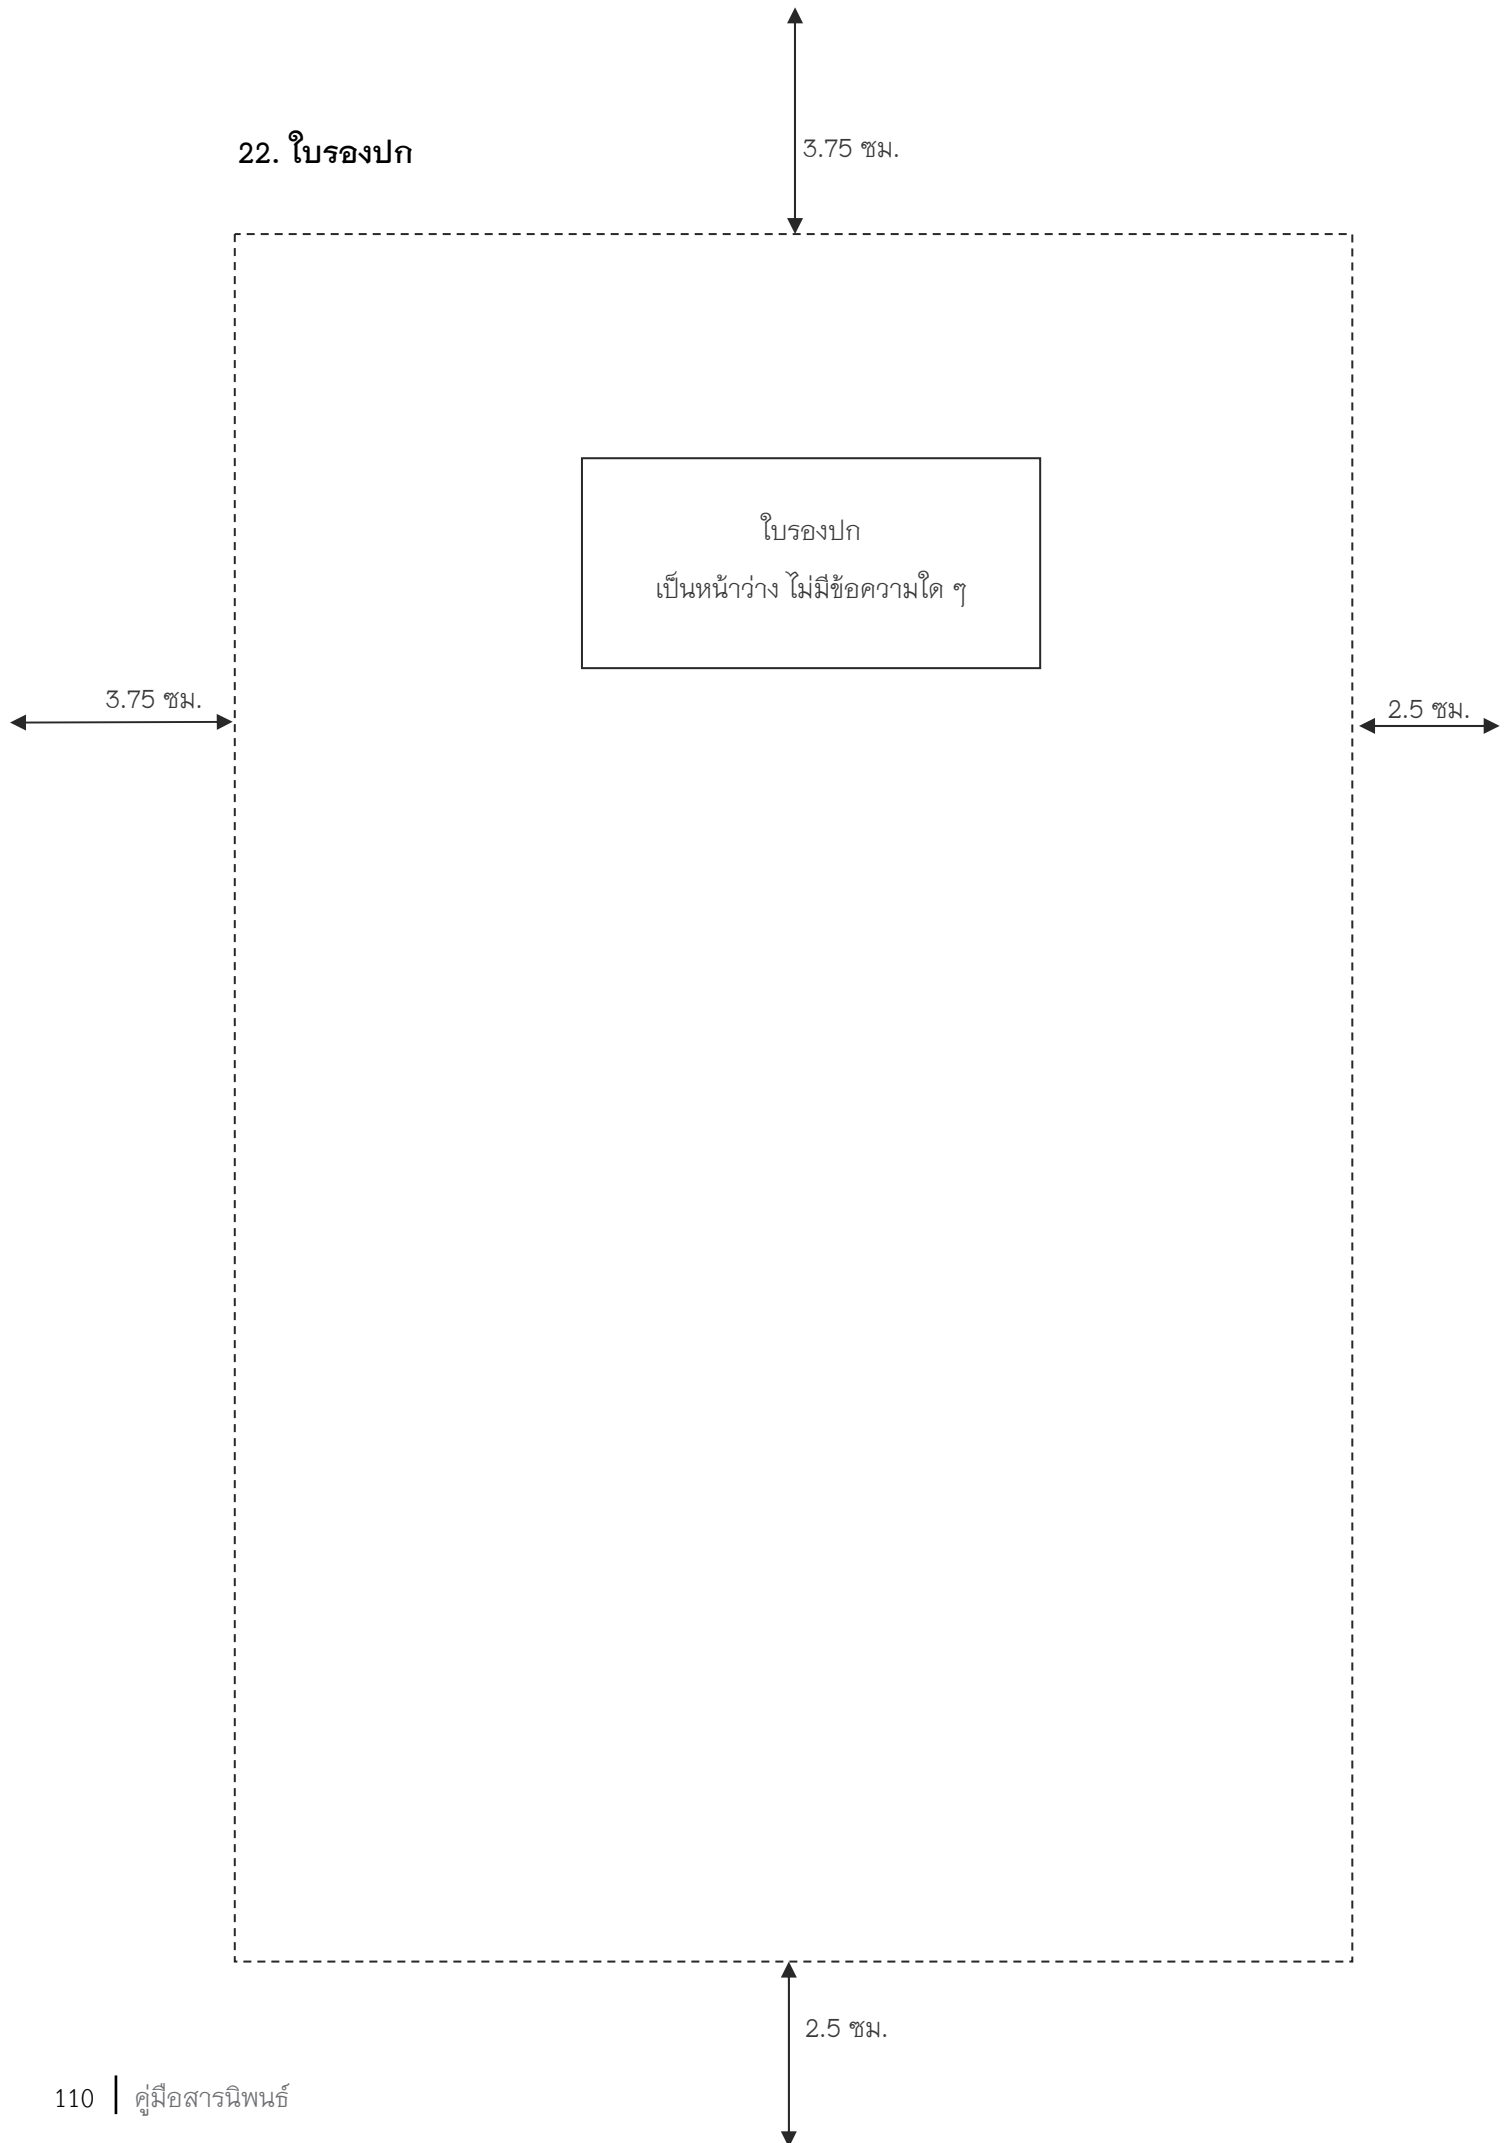 3.75 ซม.
22. ใบรองปก
ใบรองปก
เป็นหน้าว่าง ไม่มีข้อความใด ๆ
3.75 ซม.
2.5 ซม.
2.5 ซม.
110 คู่มือสารนิพนธ์